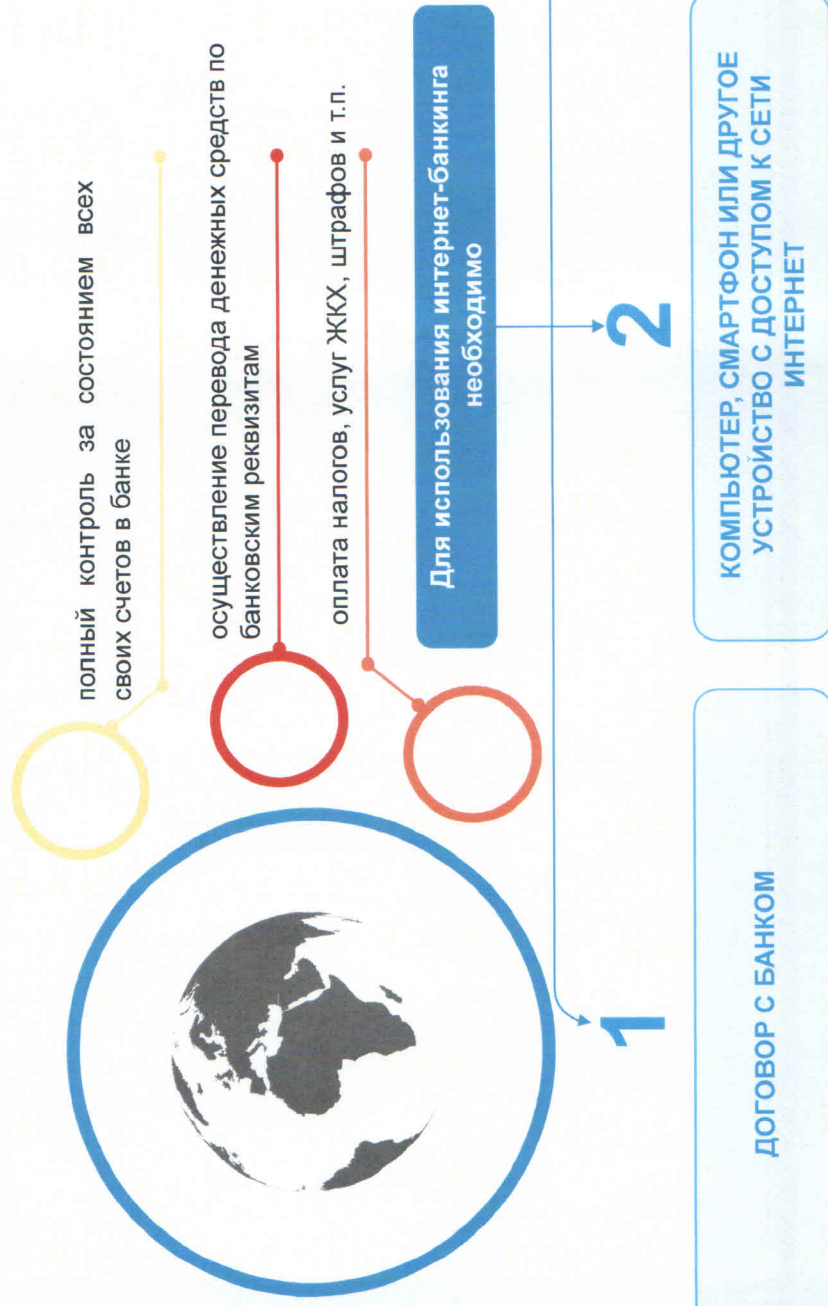 полный контроль за состоянием всех
своих счетов в банке
осуществление перевода денежных средств по
банковским реквизитам
оплата налогов, услуг ЖКХ, штрафов и т.п.
Для использования интернет-банкинга
необходимо
1
2
ДОГОВОР С БАНКОМ
КОМПЬЮТЕР, СМАРТФОН ИЛИ ДРУГОЕ
УСТРОЙСТВО С ДОСТУПОМ К СЕТИ
ИНТЕРНЕТ